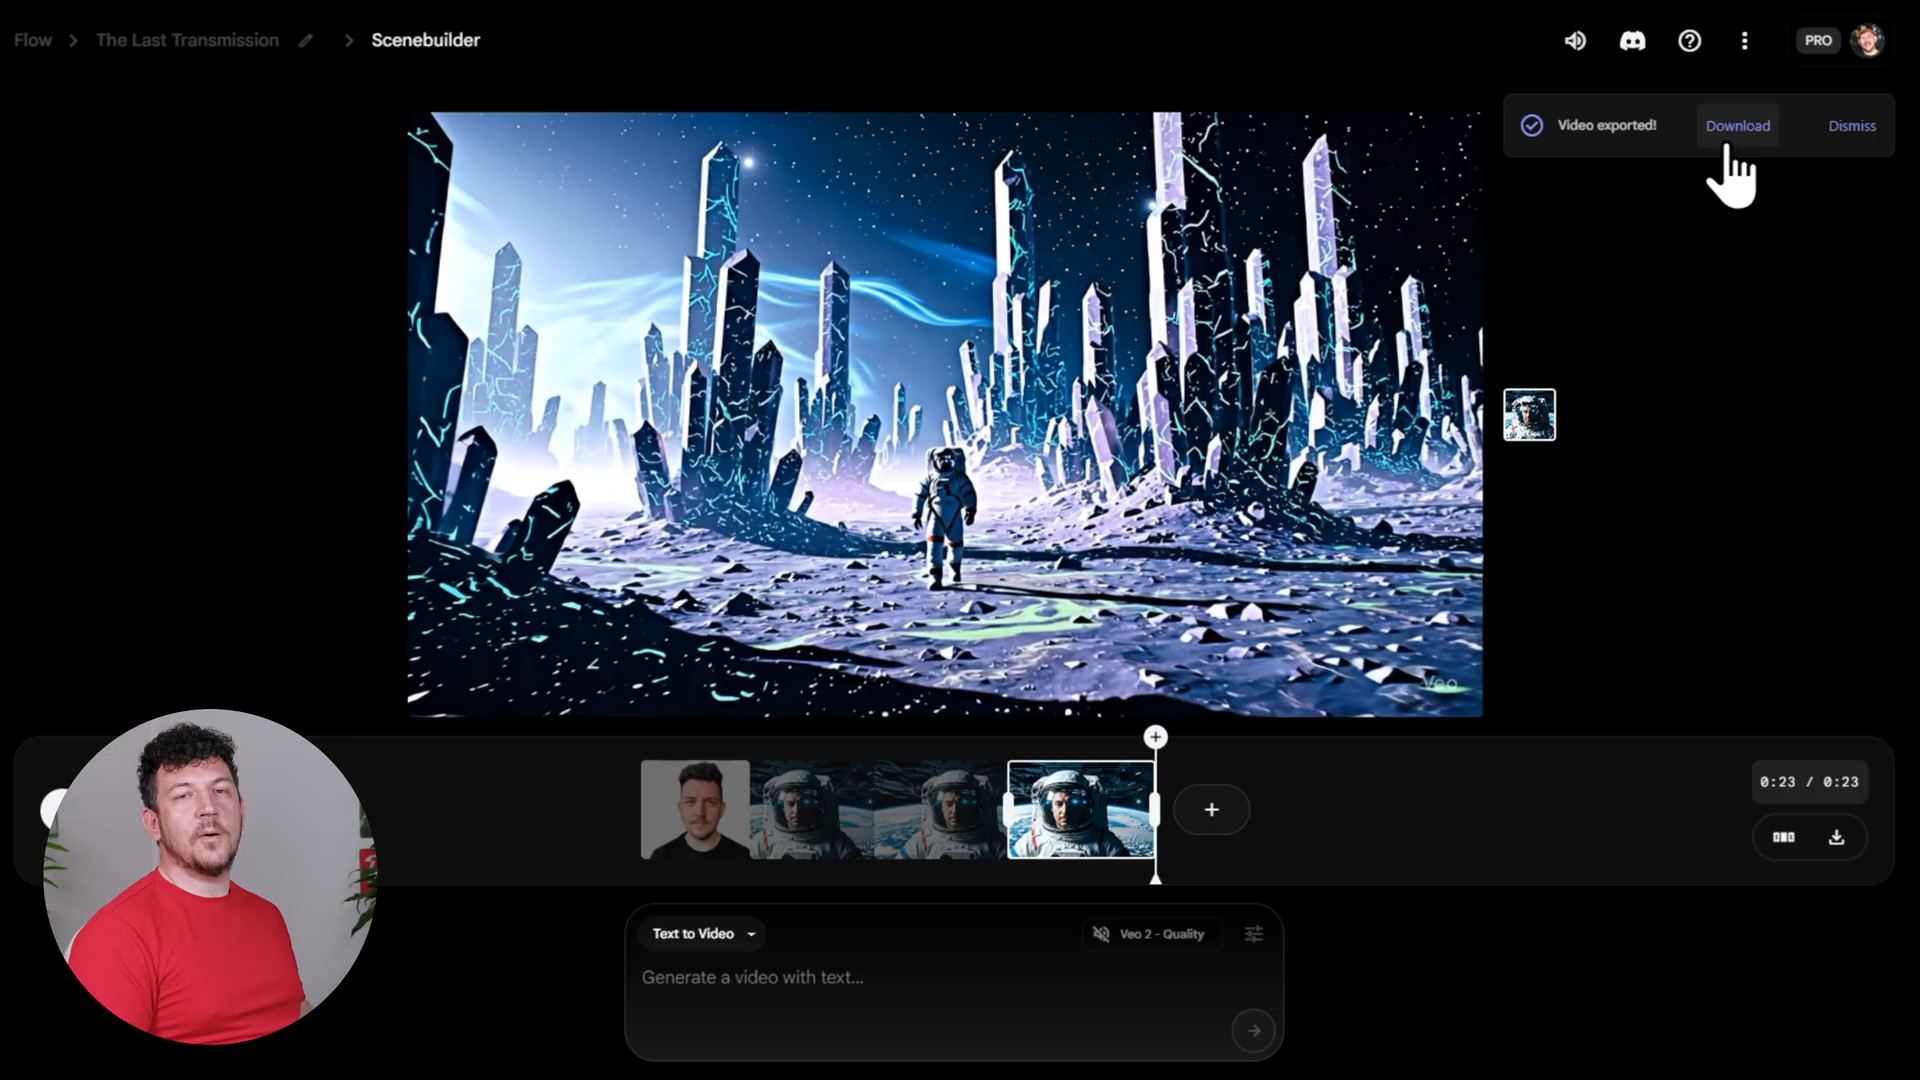 Flow > The Last Transmission > Scenebuilder
PRO
Video exported! Download Dismiss
Veo
0:23 / 0:23
Text to Video
Veo 2 - Quality
Generate a video with text...